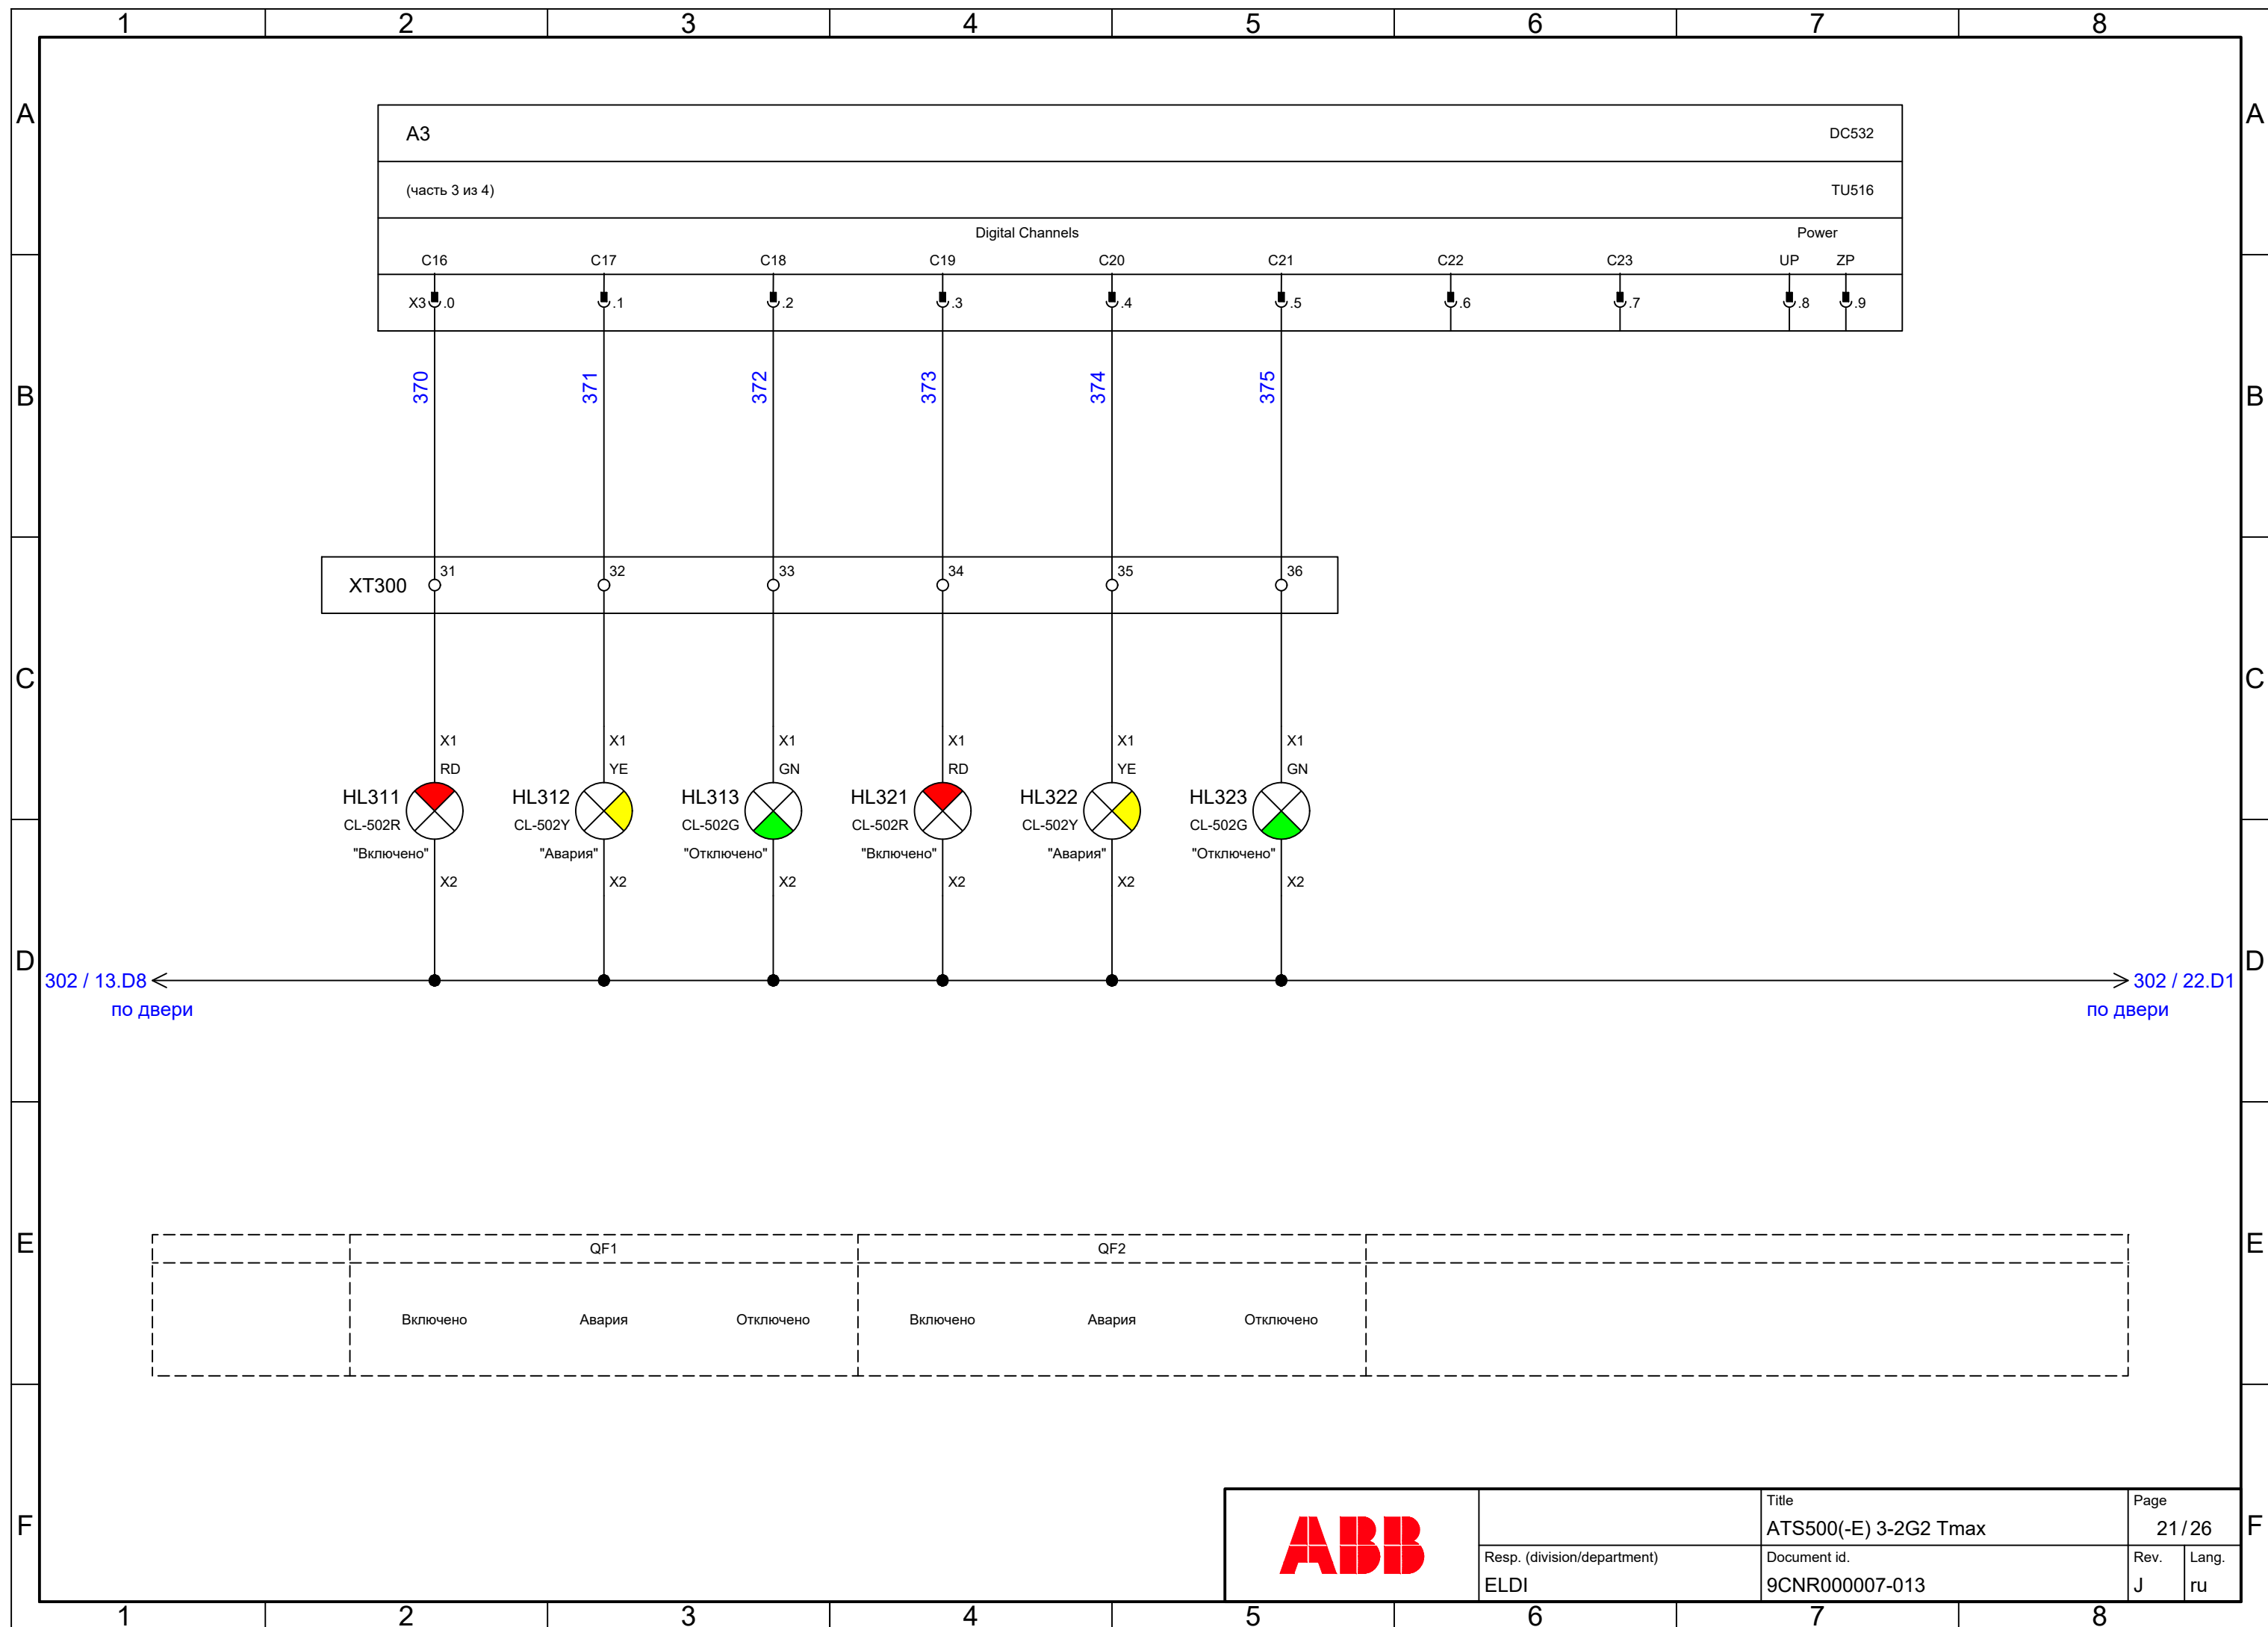 1 2 3 4 5 6 7 8
A A
A3 DC532
(часть 3 из 4) TU516
Digital Channels Power
C16 C17 C18 C19 C20 C21 C22 C23 UP ZP
X3 .0 .1 .2 .3 .4 .5 .6 .7 .8 .9
370 371 372 373 374 375
B B
XT300 31 32 33 34 35 36
C C
X1 X1 X1 X1 X1 X1
RD YE GN RD YE GN
HL311 HL312 HL313 HL321 HL322 HL323
CL-502R CL-502Y CL-502G CL-502R CL-502Y CL-502G
"Включено" "Авария" "Отключено" "Включено" "Авария" "Отключено"
X2 X2 X2 X2 X2 X2
D D
302 / 13.D8 302 / 22.D1
по двери по двери
E E
QF1 QF2
Включено Авария Отключено Включено Авария Отключено
F F
ABB
Title
ATS500(-E) 3-2G2 Tmax
Page
21/26
Resp. (division/department)
ELDI
Document id.
9CNR000007-013
Rev.
J
Lang.
ru
1 2 3 4 5 6 7 8